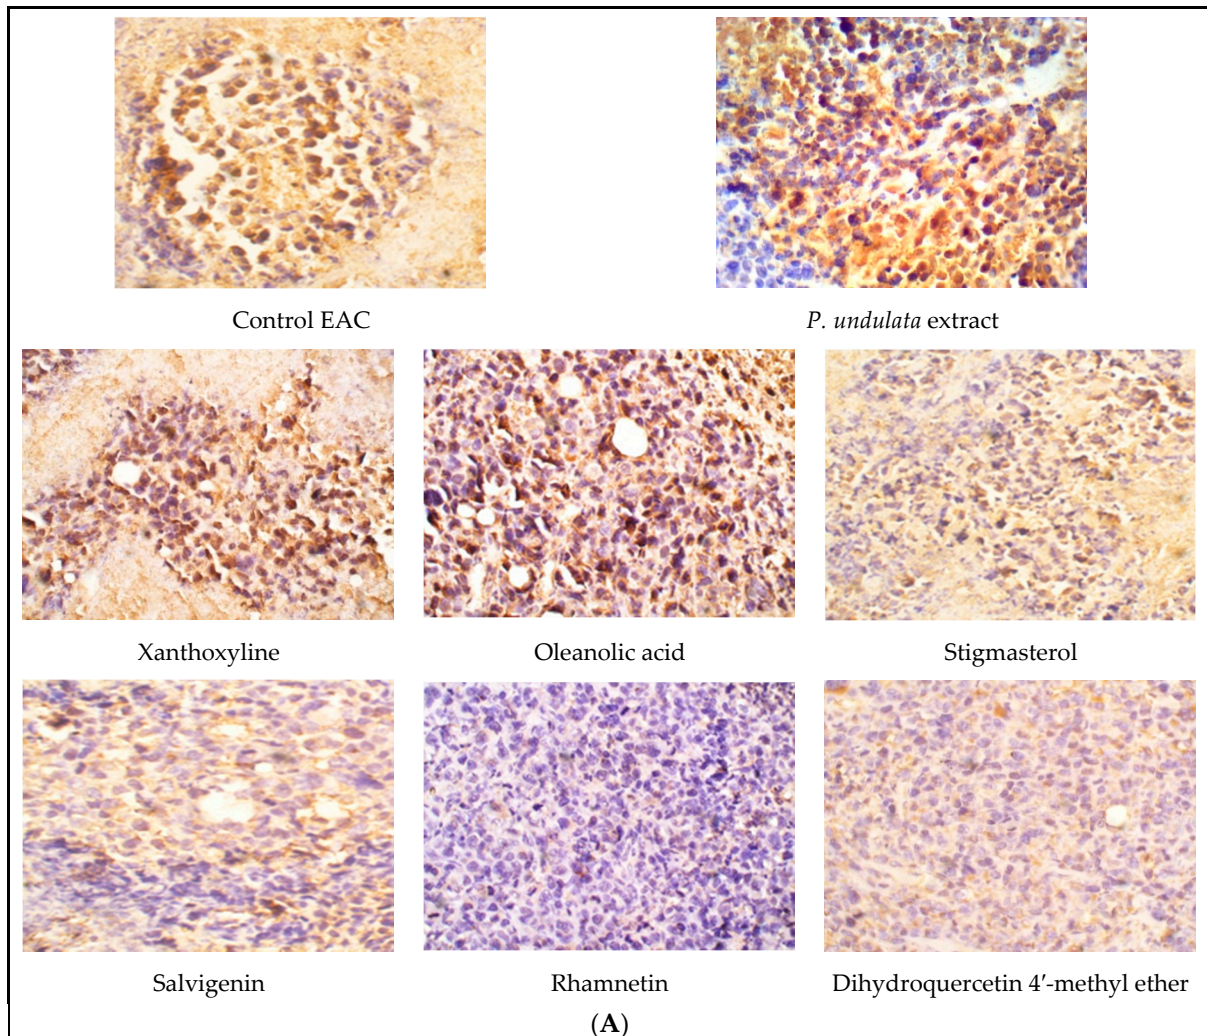 Control EAC
P. undulata extract
Xanthoxyline
Oleanolic acid
Stigmasterol
Salvigenin
Rhamnetin
Dihydroquercetin 4′-methyl ether
(A)